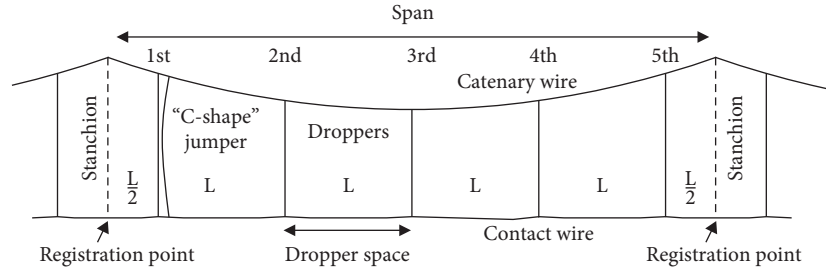 Span
1st
2nd
3rd
4th
5th
Catenary wire
Stanchion
“C-shape”
jumper
Droppers
Stanchion
L
2
L
L
L
L
L
2
Registration point
Dropper space
Contact wire
Registration point